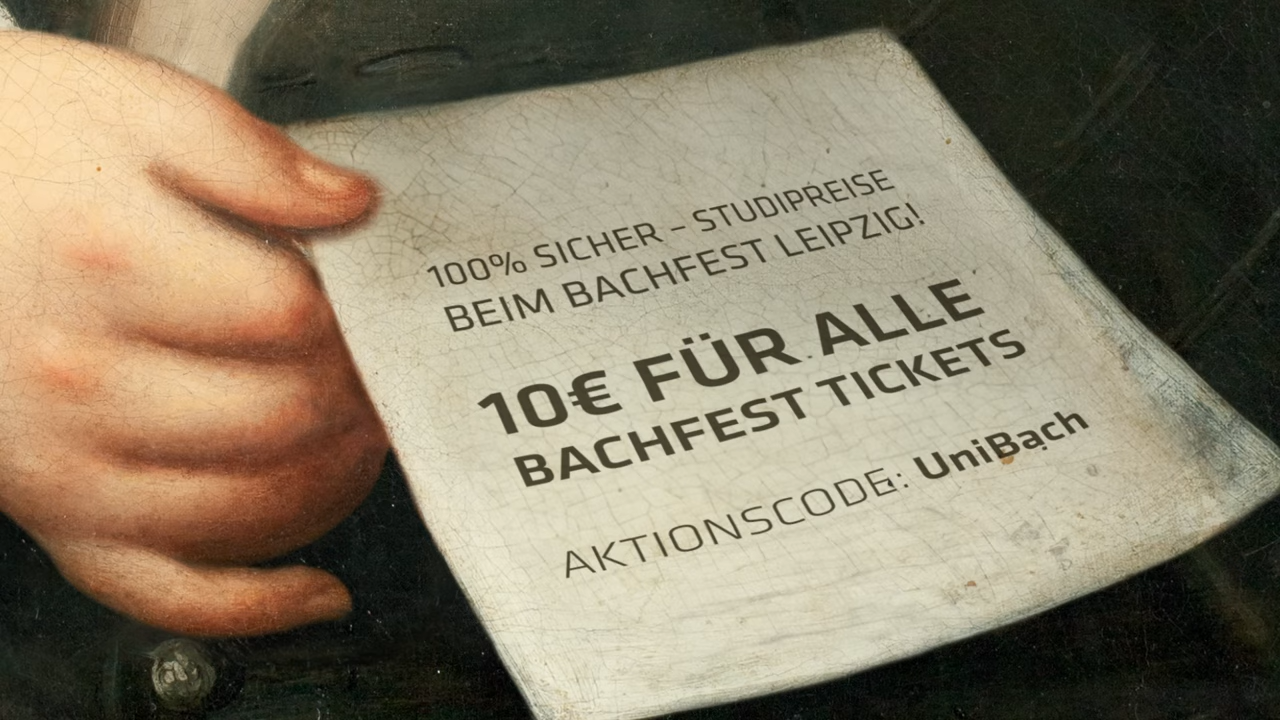 100% SICHER – STUDIPREISE
BEIM BACHFEST LEIPZIG!
10€ FÜR ALLE
BACHFEST TICKETS
AKTIONSCODE: UniBach